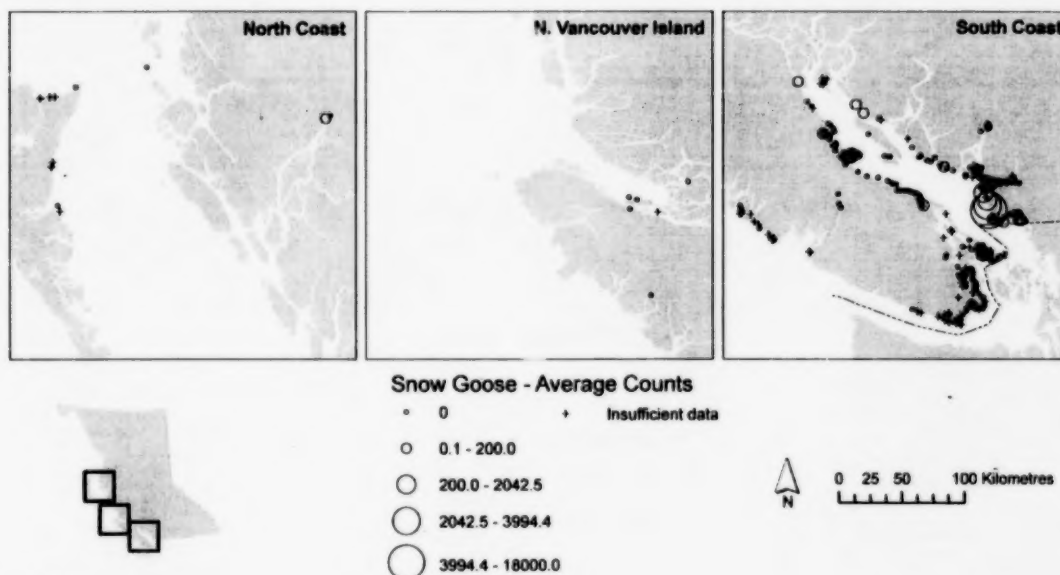 North Coast
N. Vancouver Island
South Coast
Snow Goose - Average Counts
0
Insufficient data
0.1 - 200.0
200.0 - 2042.5
2042.5 - 3994.4
3994.4 - 18000.0
N
0 25 50 100 Kilometres